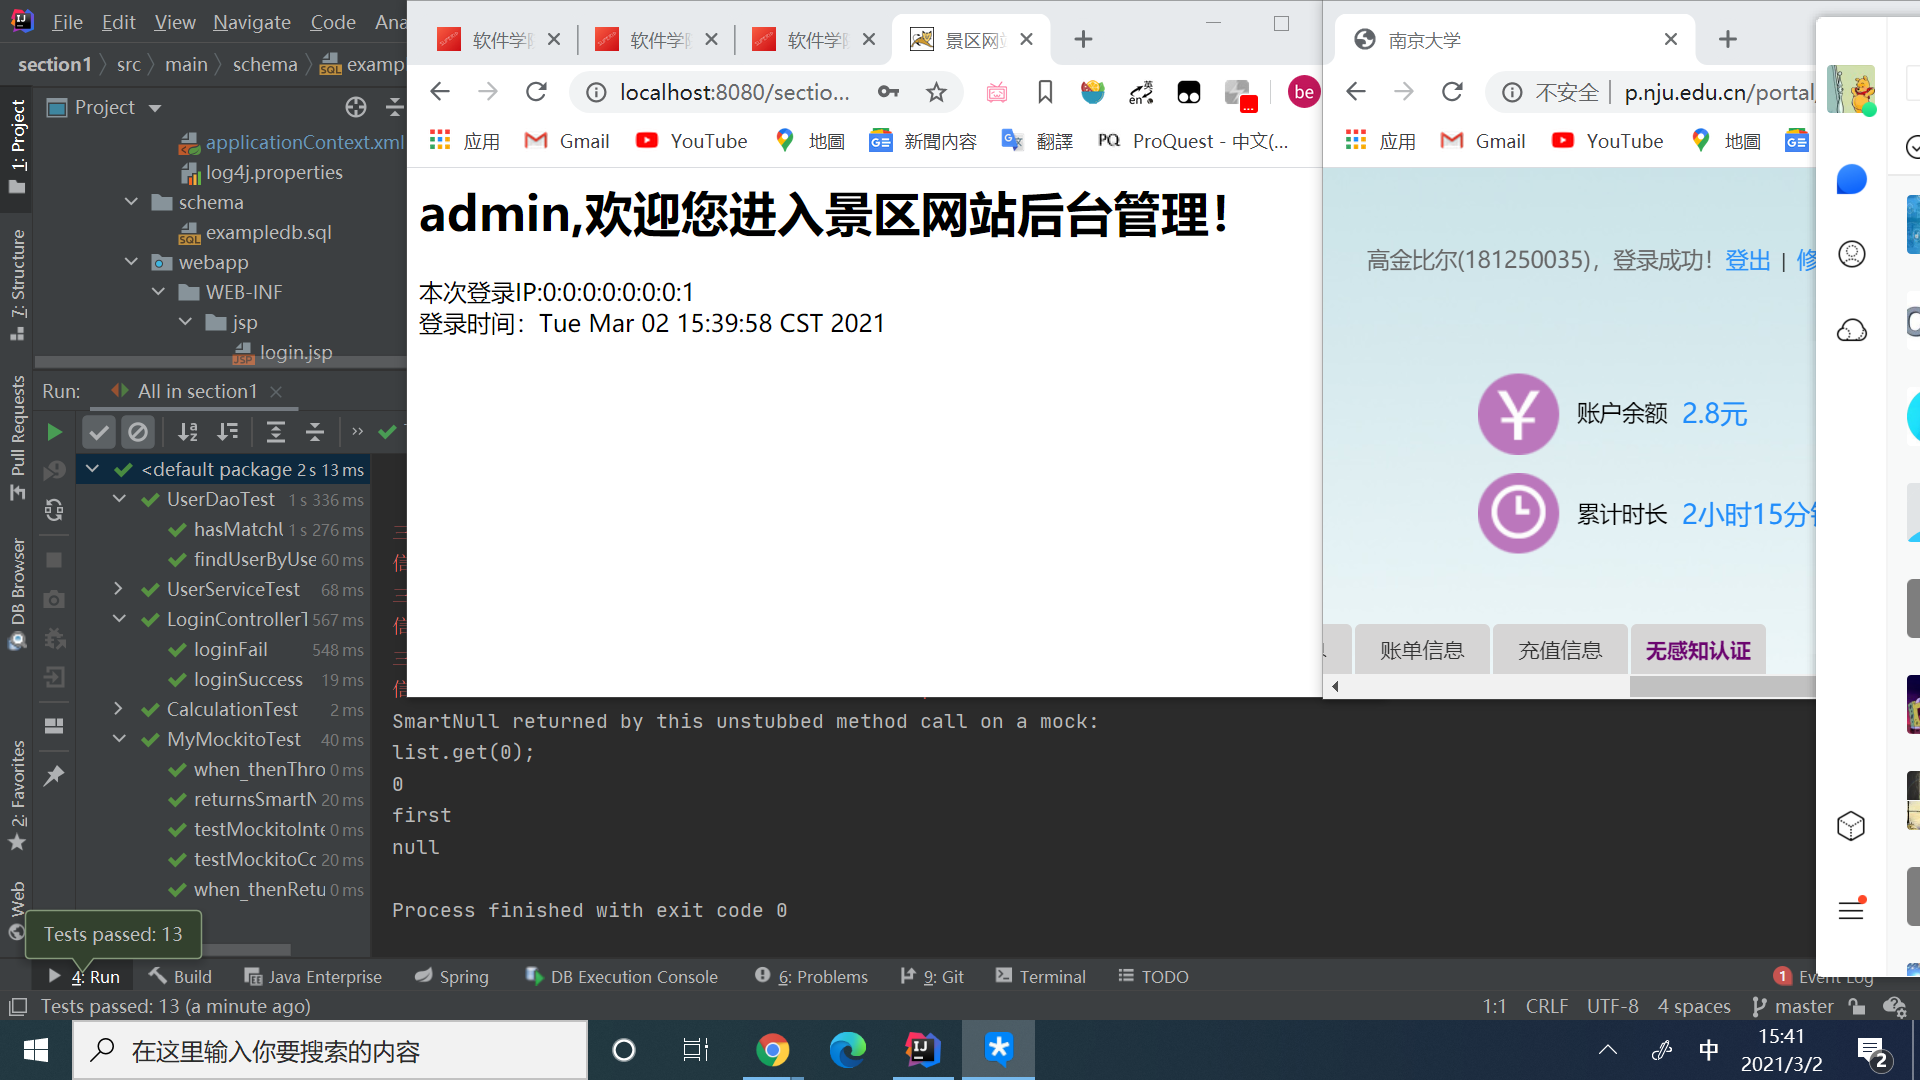 File Edit View Navigate Code Ana
section1 src main schema examp
1: Project
7: Structure
Pull Requests
DB Browser
2: Favorites
Web
Project
applicationContext.xml
log4j.properties
schema
exampledb.sql
webapp
WEB-INF
jsp
login.jsp
Run: All in section1
<default package 2 s 13 ms
UserDaoTest 1 s 336 ms
hasMatchU 1 s 276 ms
findUserByUse 60 ms
UserServiceTest 68 ms
LoginControllerT 567 ms
loginFail 548 ms
loginSuccess 19 ms
CalculationTest 2 ms
MyMockitoTest 40 ms
when_thenThro 0 ms
returnsSmartN 20 ms
testMockitoInte 0 ms
testMockitoCo 20 ms
when_thenRetu 0 ms
Tests passed: 13
软件学院 软件学院 软件学院 景区网站
localhost:8080/sectio...
英 en
be
应用 Gmail YouTube 地圖 新聞內容 翻譯 PQ ProQuest - 中文(...
admin,欢迎您进入景区网站后台管理！
本次登录IP:0:0:0:0:0:0:0:1
登录时间：Tue Mar 02 15:39:58 CST 2021
南京大学
不安全 | p.nju.edu.cn/portal
应用 Gmail YouTube 地圖
高金比尔(181250035)，登录成功！登出 | 修
账户余额 2.8元
累计时长 2小时15分钟
账单信息 充值信息 无感知认证
SmartNull returned by this unstubbed method call on a mock:
list.get(0);
0
first
null
Process finished with exit code 0
4: Run Build Java Enterprise Spring DB Execution Console 6: Problems 9: Git Terminal TODO 1 Event Log
Tests passed: 13 (a minute ago) 1:1 CRLF UTF-8 4 spaces master
在这里输入你要搜索的内容
中
15:41
2021/3/2
2